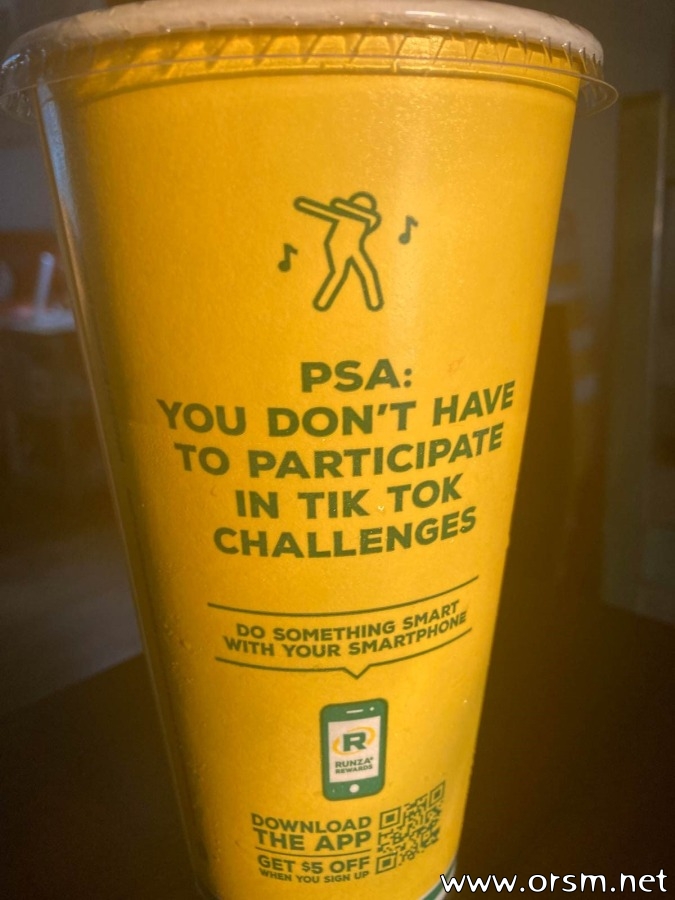 PSA:
YOU DON'T HAVE
TO PARTICIPATE
IN TIK TOK
CHALLENGES
DO SOMETHING SMART
WITH YOUR SMARTPHONE
R
RUNZA®
REWARDS
DOWNLOAD
THE APP
GET $5 OFF
WHEN YOU SIGN UP
www.orsm.net